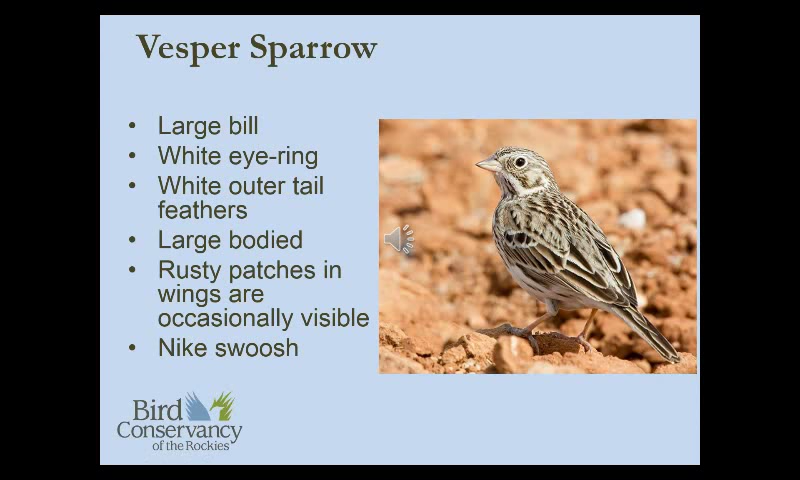 Vesper Sparrow
• Large bill
• White eye-ring
• White outer tail
feathers
• Large bodied
• Rusty patches in
wings are
occasionally visible
• Nike swoosh
Bird
Conservancy
of the Rockies